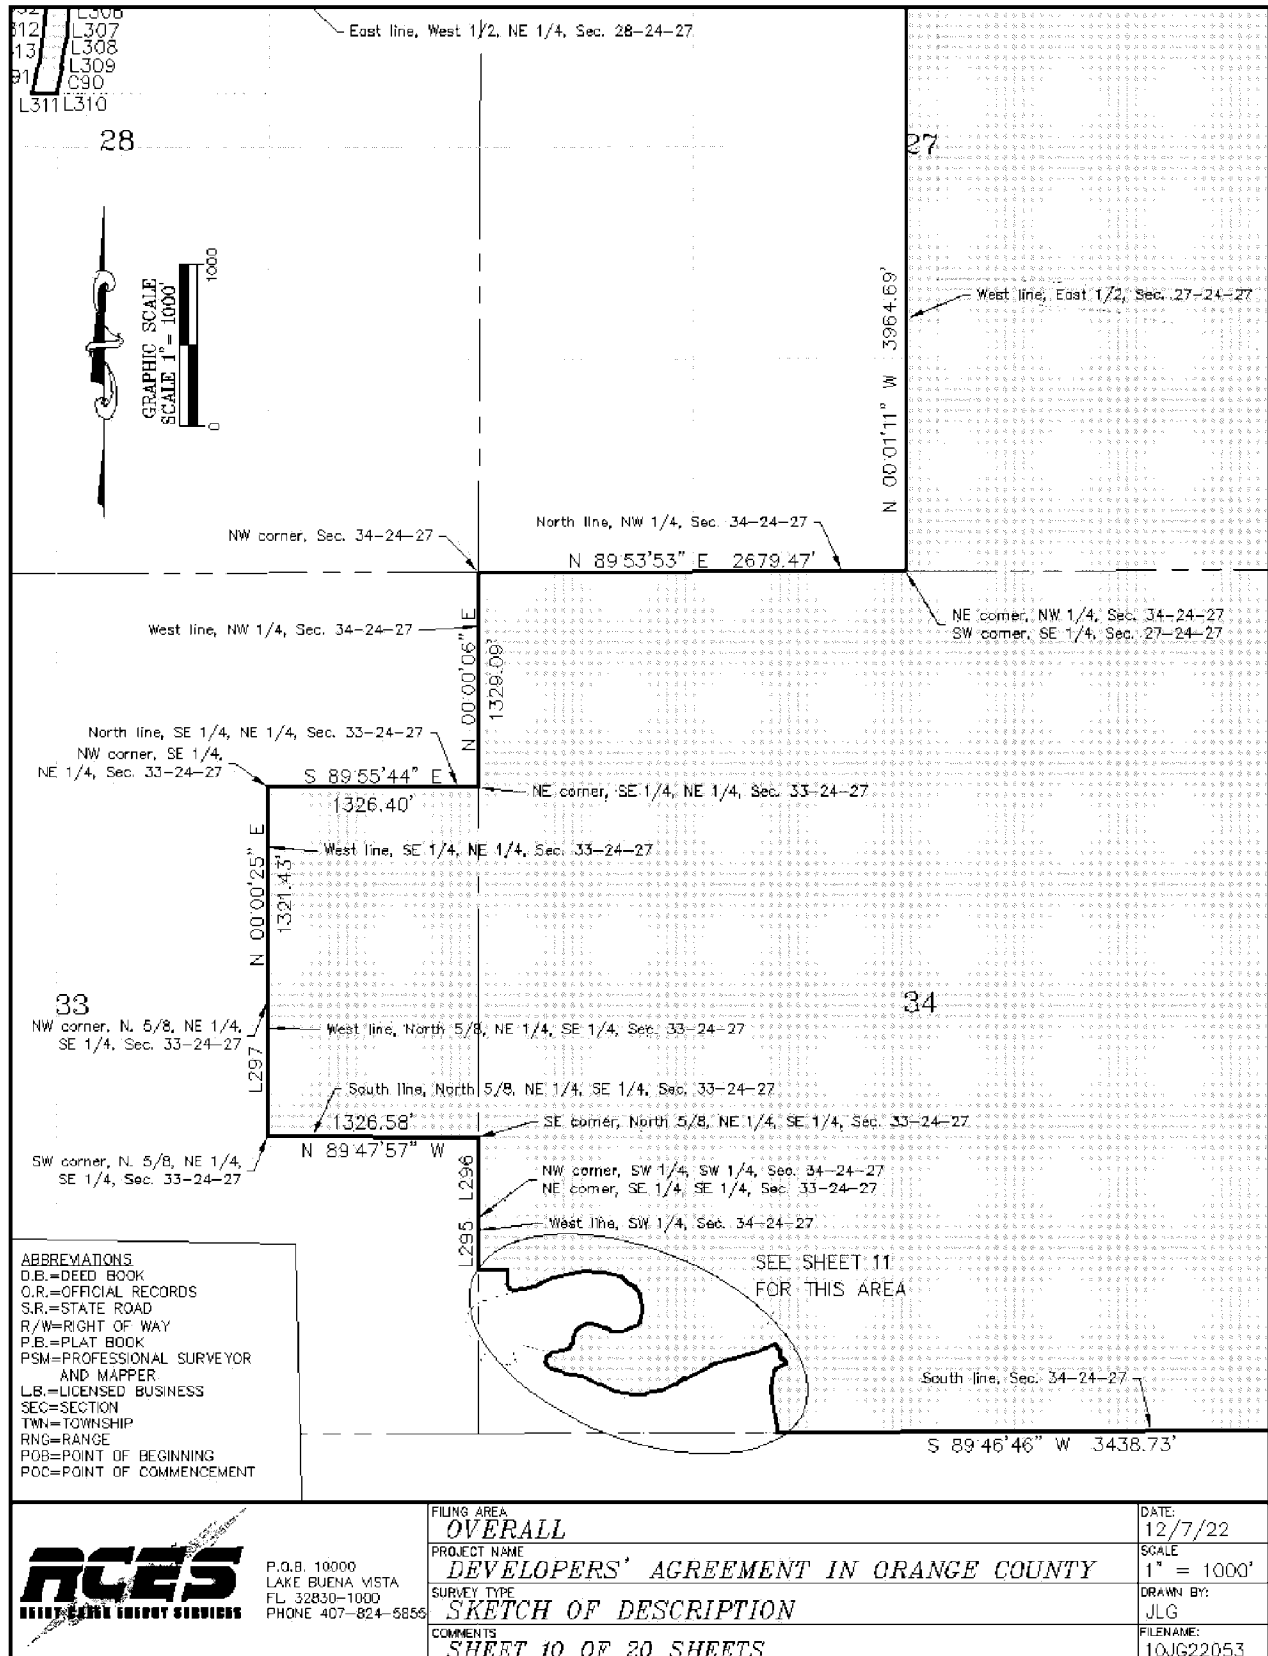 L306
312
L307
L308
L309
C90
L311 L310
East line, West 1/2, NE 1/4, Sec. 28-24-27
28
27
1000
GRAPHIC SCALE
SCALE 1" = 1000'
0
N 00°01'11" W 3964.69'
West line, East 1/2, Sec. 27-24-27
NW corner, Sec. 34-24-27
North line, NW 1/4, Sec. 34-24-27
N 89°53'53" E 2679.47'
NE corner, NW 1/4, Sec. 34-24-27
SW corner, SE 1/4, Sec. 27-24-27
West line, NW 1/4, Sec. 34-24-27
N 00°00'06" E
1329.09'
North line, SE 1/4, NE 1/4, Sec. 33-24-27
NW corner, SE 1/4,
NE 1/4, Sec. 33-24-27
S 89°55'44" E
1326.40'
NE corner, SE 1/4, NE 1/4, Sec. 33-24-27
West line, SE 1/4, NE 1/4, Sec. 33-24-27
N 00°00'25" E
1321.43'
33
34
NW corner, N. 5/8, NE 1/4,
SE 1/4, Sec. 33-24-27
West line, North 5/8, NE 1/4, SE 1/4, Sec. 33-24-27
L297
South line, North 5/8, NE 1/4, SE 1/4, Sec. 33-24-27
1326.58'
N 89°47'57" W
SE corner, North 5/8, NE 1/4, SE 1/4, Sec. 33-24-27
SW corner, N. 5/8, NE 1/4,
SE 1/4, Sec. 33-24-27
L296
NW corner, SW 1/4, SW 1/4, Sec. 34-24-27
NE corner, SE 1/4, SE 1/4, Sec. 33-24-27
L295
West line, SW 1/4, Sec. 34-24-27
SEE SHEET 11
FOR THIS AREA
South line, Sec. 34-24-27
S 89°46'46" W 3438.73'
ABBREVIATIONS
D.B.=DEED BOOK
O.R.=OFFICIAL RECORDS
S.R.=STATE ROAD
R/W=RIGHT OF WAY
P.B.=PLAT BOOK
PSM=PROFESSIONAL SURVEYOR
AND MAPPER
L.B.=LICENSED BUSINESS
SEC=SECTION
TWN=TOWNSHIP
RNG=RANGE
POB=POINT OF BEGINNING
POC=POINT OF COMMENCEMENT
RCES
REEDY CREEK ENERGY SERVICES
P.O.B. 10000
LAKE BUENA VISTA
FL 32830-1000
PHONE 407-824-5855
FILING AREA
OVERALL
PROJECT NAME
DEVELOPERS' AGREEMENT IN ORANGE COUNTY
SURVEY TYPE
SKETCH OF DESCRIPTION
COMMENTS
SHEET 10 OF 20 SHEETS
DATE:
12/7/22
SCALE
1" = 1000'
DRAWN BY:
JLG
FILENAME:
10JG22053